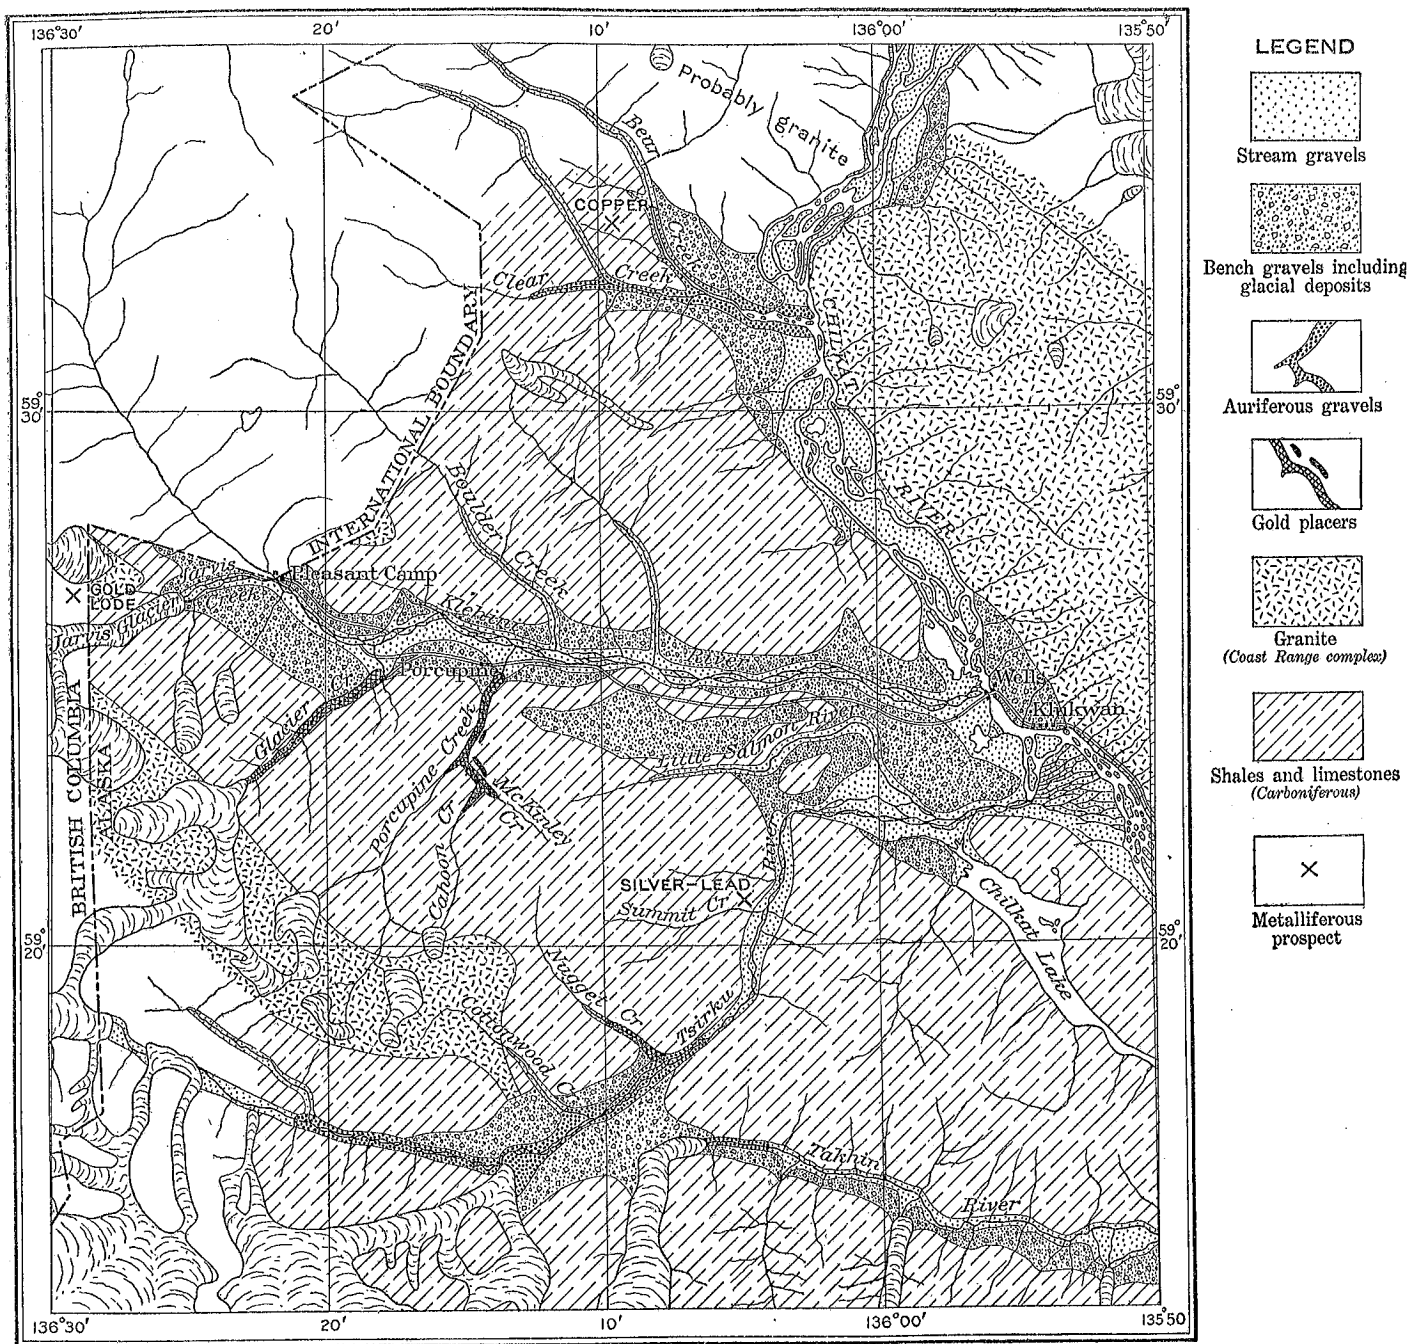 136°30′ 20′ 10′ 136°00′ 135°50′
LEGEND
Stream gravels
Bench gravels including
glacial deposits
Auriferous gravels
Gold placers
Granite
(Coast Range complex)
Shales and limestones
(Carboniferous)
Metalliferous
prospect
Probably granite
Bear Creek
COPPER
Clear Creek
CHILKAT RIVER
INTERNATIONAL BOUNDARY
59°
30′
59°
30′
Boulder Creek
Jarvis Creek
Pleasant Camp
GOLD
LODE
Jarvis Glacier
Klehini River
Porcupine
Wells
Klukwan
Glacier Cr
Little Salmon River
Porcupine Creek
McKinley Cr
Cahoon Cr
BRITISH COLUMBIA
ALASKA
SILVER-LEAD
Summit Cr
Chilkat Lake
59°
20′
59°
20′
Nugget Cr
Tsirku River
Cottonwood Cr
Takhin River
136°30′ 20′ 10′ 136°00′ 135°50′